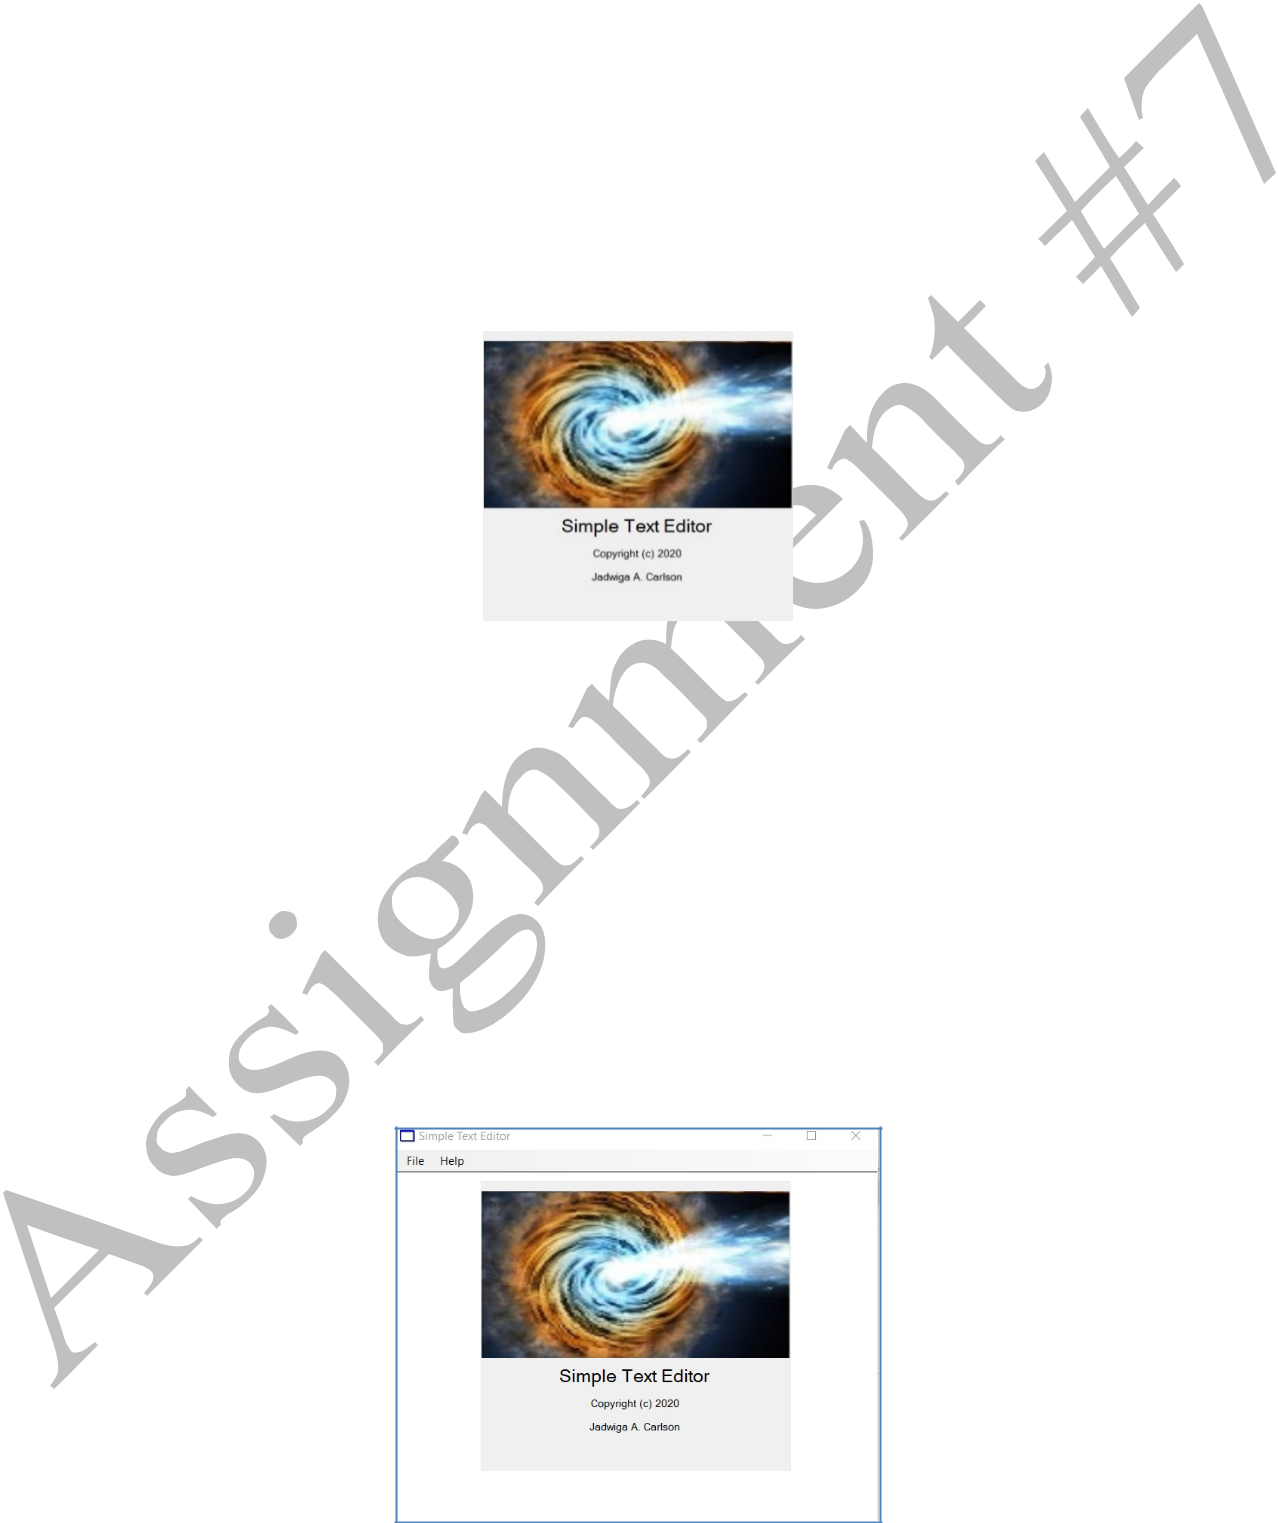 Assignment #7
Simple Text Editor
Copyright (c) 2020
Jadwiga A. Carlson
Simple Text Editor
File Help
Simple Text Editor
Copyright (c) 2020
Jadwiga A. Carlson